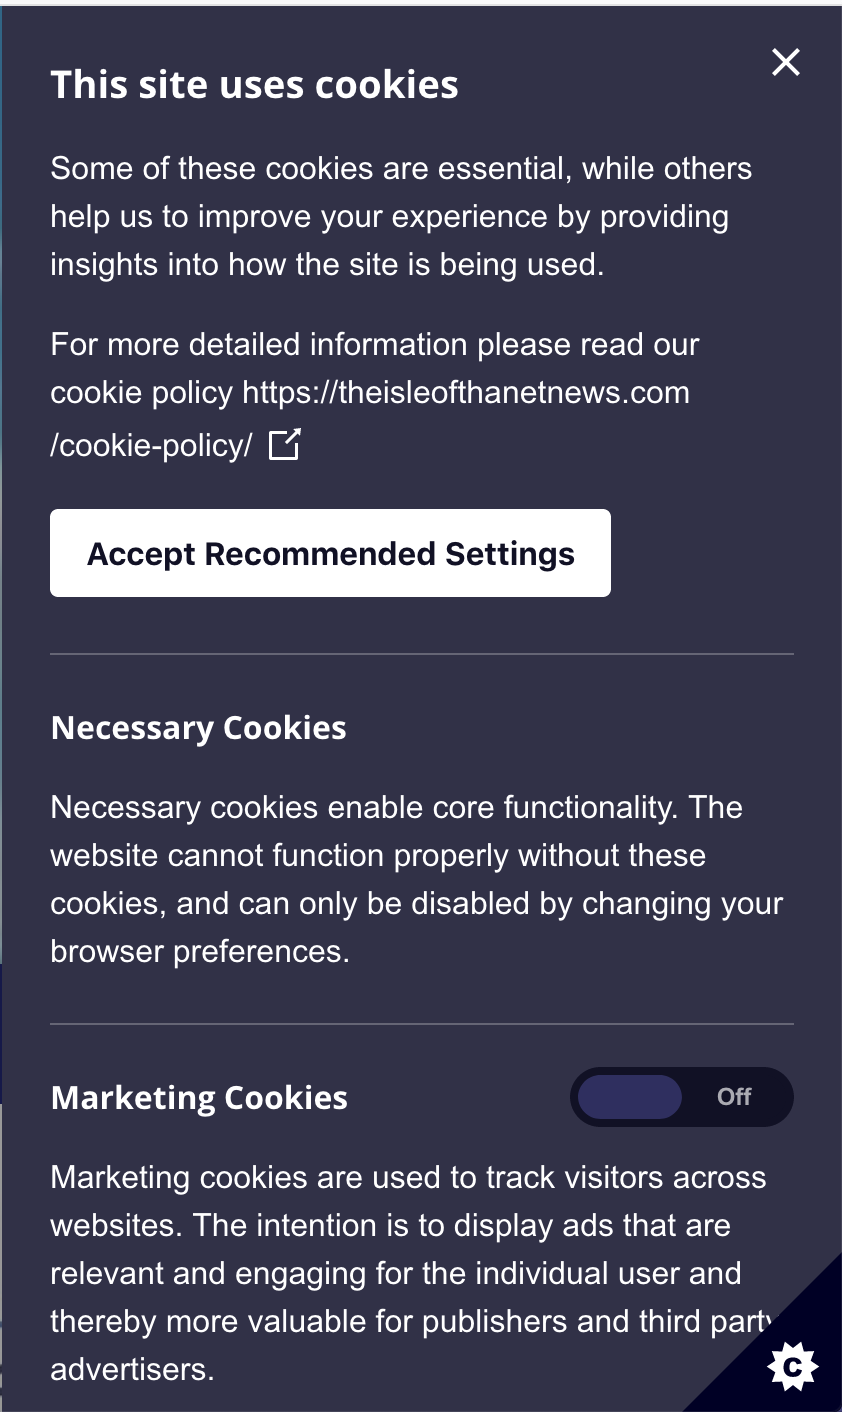 This site uses cookies
Some of these cookies are essential, while others
help us to improve your experience by providing
insights into how the site is being used.
For more detailed information please read our
cookie policy https://theisleofthanetnews.com
/cookie-policy/
Accept Recommended Settings
Necessary Cookies
Necessary cookies enable core functionality. The
website cannot function properly without these
cookies, and can only be disabled by changing your
browser preferences.
Marketing Cookies
Off
Marketing cookies are used to track visitors across
websites. The intention is to display ads that are
relevant and engaging for the individual user and
thereby more valuable for publishers and third party
advertisers.
C